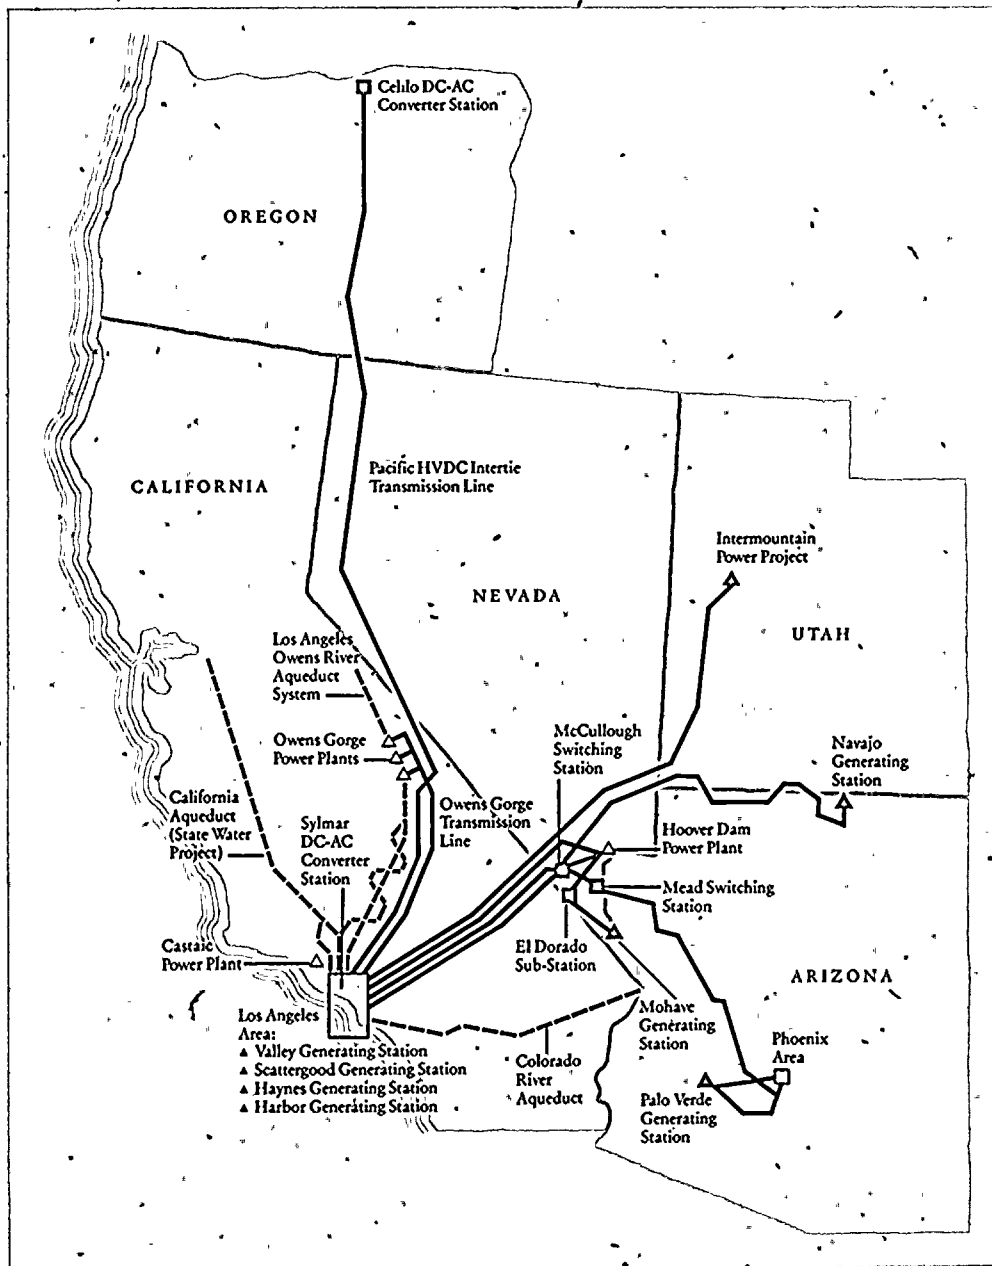 Celilo DC-AC
Converter Station
OREGON
Pacific HVDC Intertie
Transmission Line
CALIFORNIA
Intermountain
Power Project
NEVADA
UTAH
Los Angeles
Owens River
Aqueduct
System
McCullough
Switching
Station
Navajo
Generating
Station
Owens Gorge
Power Plants
California
Aqueduct
(State Water
Project)
Sylmar
DC-AC
Converter
Station
Owens Gorge
Transmission
Line
Hoover Dam
Power Plant
Mead Switching
Station
Castaic
Power Plant
El Dorado
Sub-Station
ARIZONA
Los Angeles
Area:
▲ Valley Generating Station
▲ Scattergood Generating Station
▲ Haynes Generating Station
▲ Harbor Generating Station
Mohave
Generating
Station
Colorado
River
Aqueduct
Phoenix
Area
Palo Verde
Generating
Station